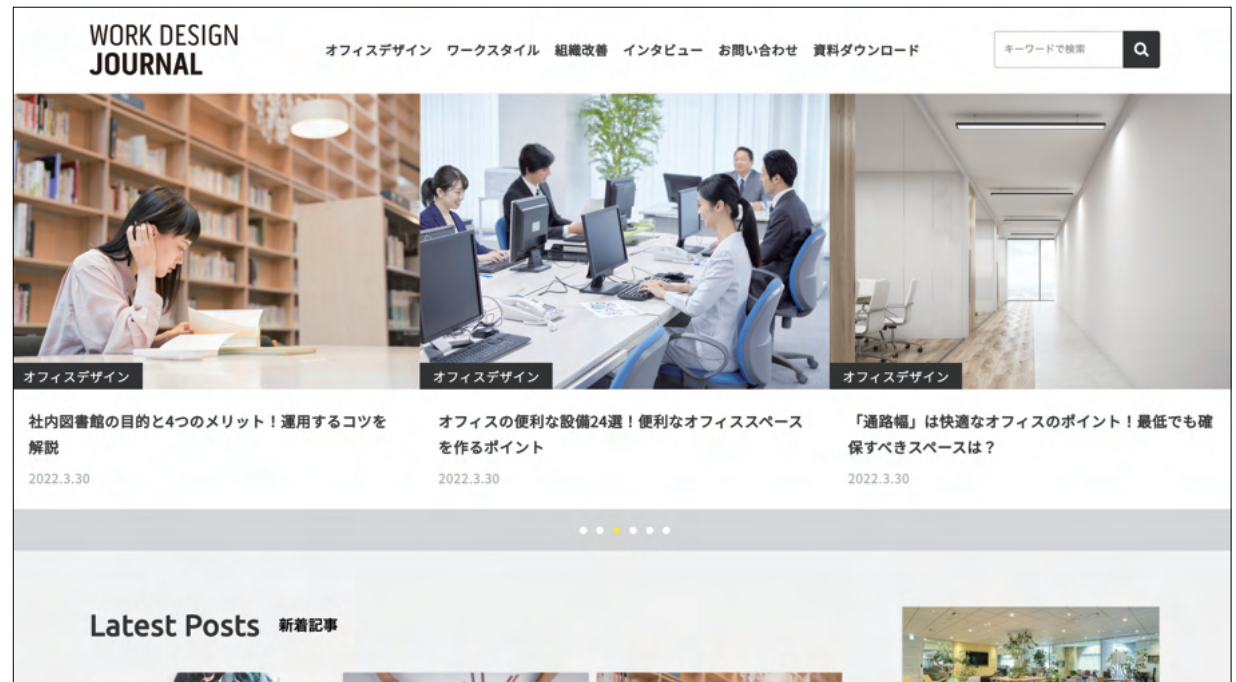 WORK DESIGN
JOURNAL
オフィスデザイン ワークスタイル 組織改善 インタビュー お問い合わせ 資料ダウンロード
キーワードで検索
オフィスデザイン
社内図書館の目的と4つのメリット！運用するコツを
解説
2022.3.30
オフィスデザイン
オフィスの便利な設備24選！便利なオフィススペース
を作るポイント
2022.3.30
オフィスデザイン
「通路幅」は快適なオフィスのポイント！最低でも確
保すべきスペースは？
2022.3.30
Latest Posts 新着記事